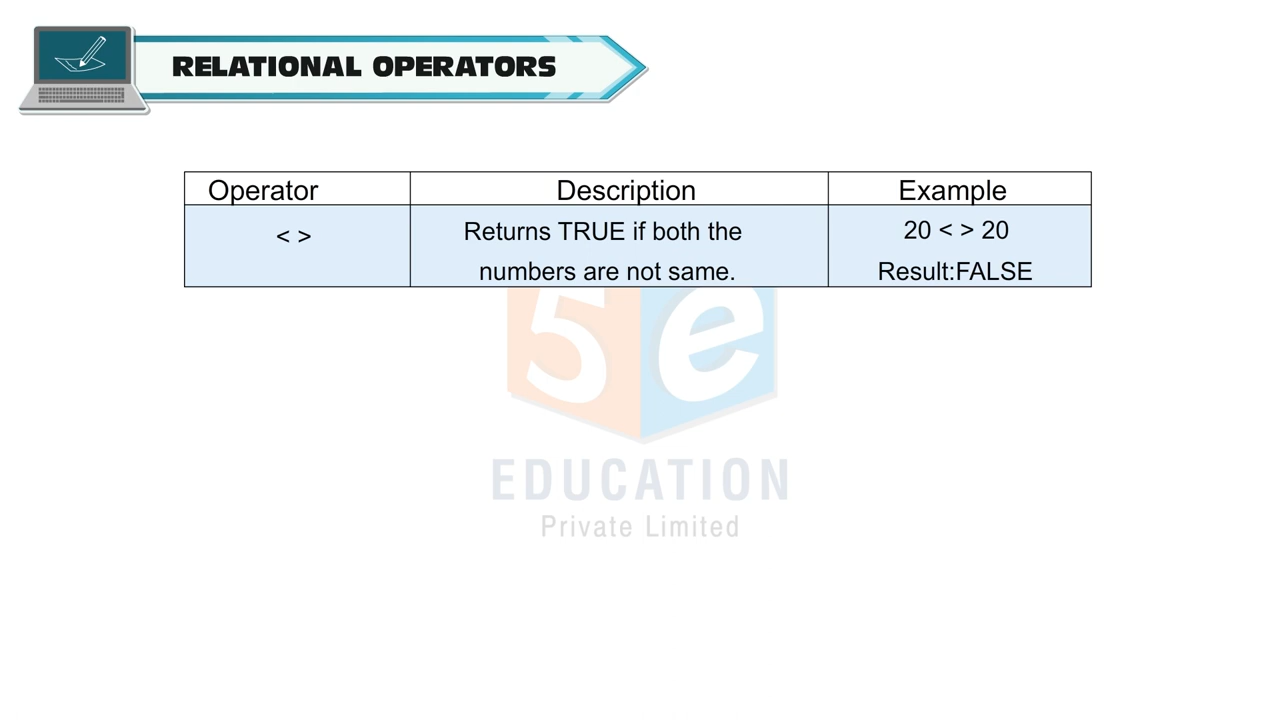 RELATIONAL OPERATORS
Operator Description Example
< > Returns TRUE if both the 20 < > 20
numbers are not same. Result:FALSE
5e
EDUCATION
Private Limited